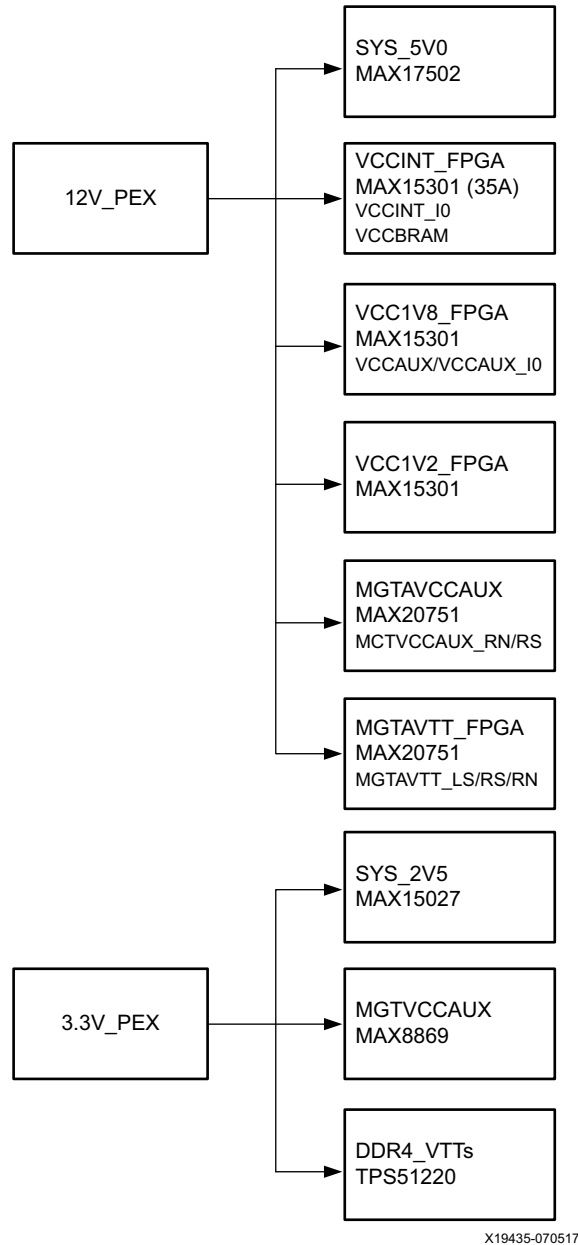 SYS_5V0
MAX17502
12V_PEX
VCCINT_FPGA
MAX15301 (35A)
VCCINT_I0
VCCBRAM
VCC1V8_FPGA
MAX15301
VCCAUX/VCCAUX_I0
VCC1V2_FPGA
MAX15301
MGTAVCCAUX
MAX20751
MCTVCCAUX_RN/RS
MGTAVTT_FPGA
MAX20751
MGTAVTT_LS/RS/RN
SYS_2V5
MAX15027
3.3V_PEX
MGTVCCAUX
MAX8869
DDR4_VTTs
TPS51220
X19435-070517